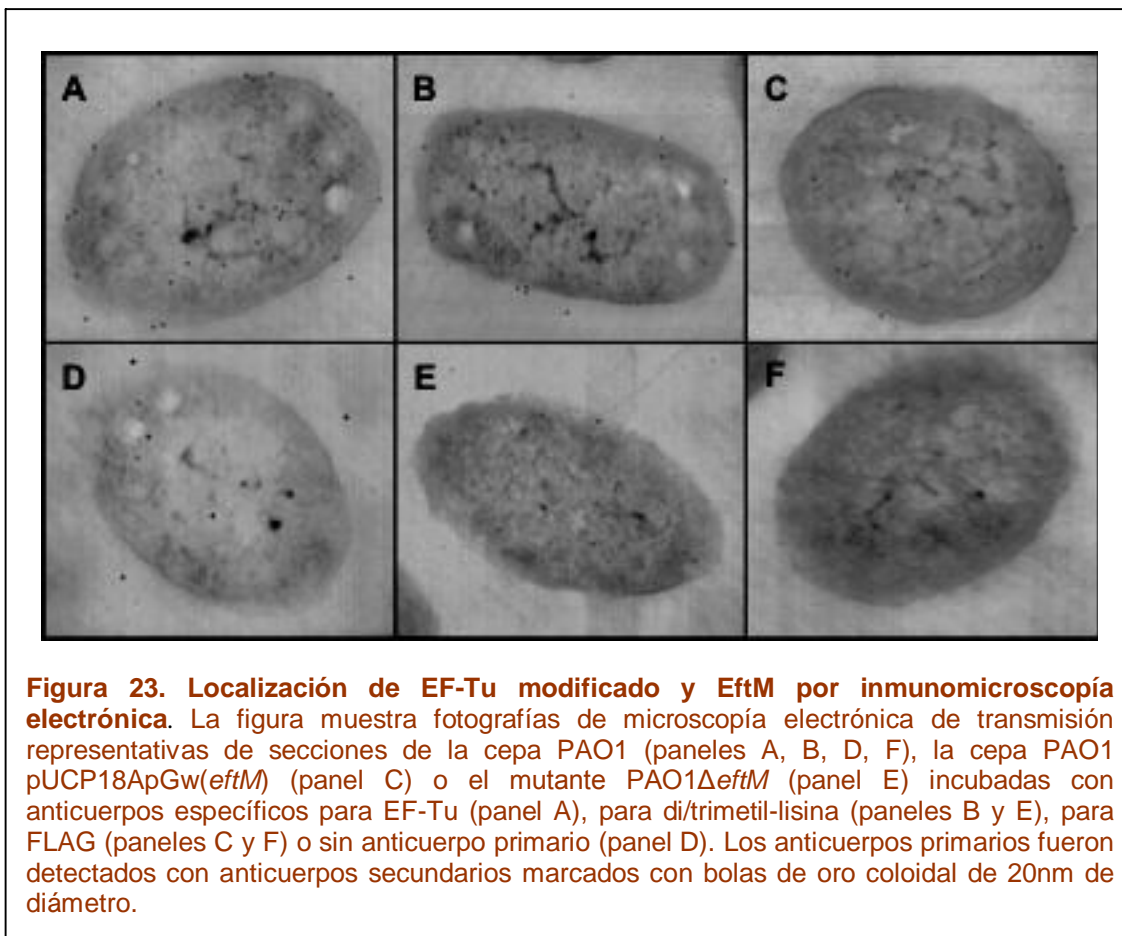 A
B
C
D
E
F
Figura 23. Localización de EF-Tu modificado y EftM por inmunomicroscopía
electrónica. La figura muestra fotografías de microscopía electrónica de transmisión
representativas de secciones de la cepa PAO1 (paneles A, B, D, F), la cepa PAO1
pUCP18ApGw(eftM) (panel C) o el mutante PAO1ΔeftM (panel E) incubadas con
anticuerpos específicos para EF-Tu (panel A), para di/trimetil-lisina (paneles B y E), para
FLAG (paneles C y F) o sin anticuerpo primario (panel D). Los anticuerpos primarios fueron
detectados con anticuerpos secundarios marcados con bolas de oro coloidal de 20nm de
diámetro.